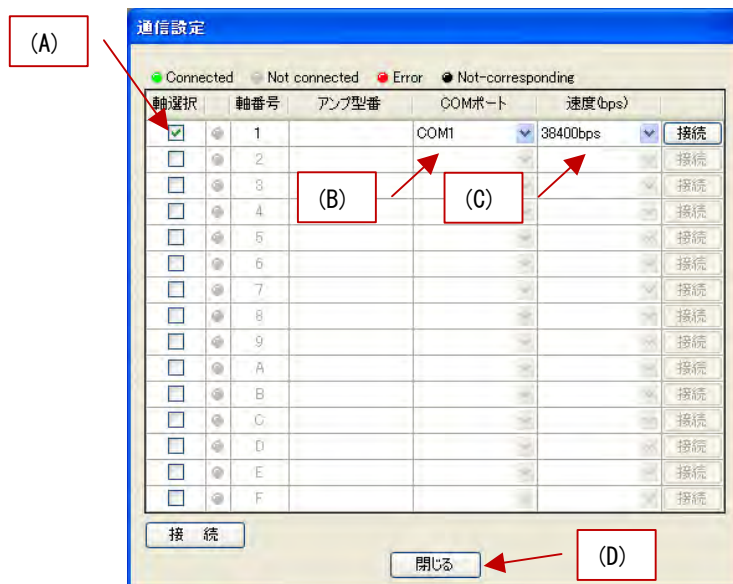 通信設定
(A)
Connected Not connected Error Not-corresponding
軸選択 軸番号 アンプ型番 COMポート 速度(bps)
1 COM1 38400bps 接続
2 接続
(B) (C)
3 接続
4 接続
5 接続
6 接続
7 接続
8 接続
9 接続
A 接続
B 接続
C 接続
D 接続
E 接続
F 接続
接 続
閉じる
(D)